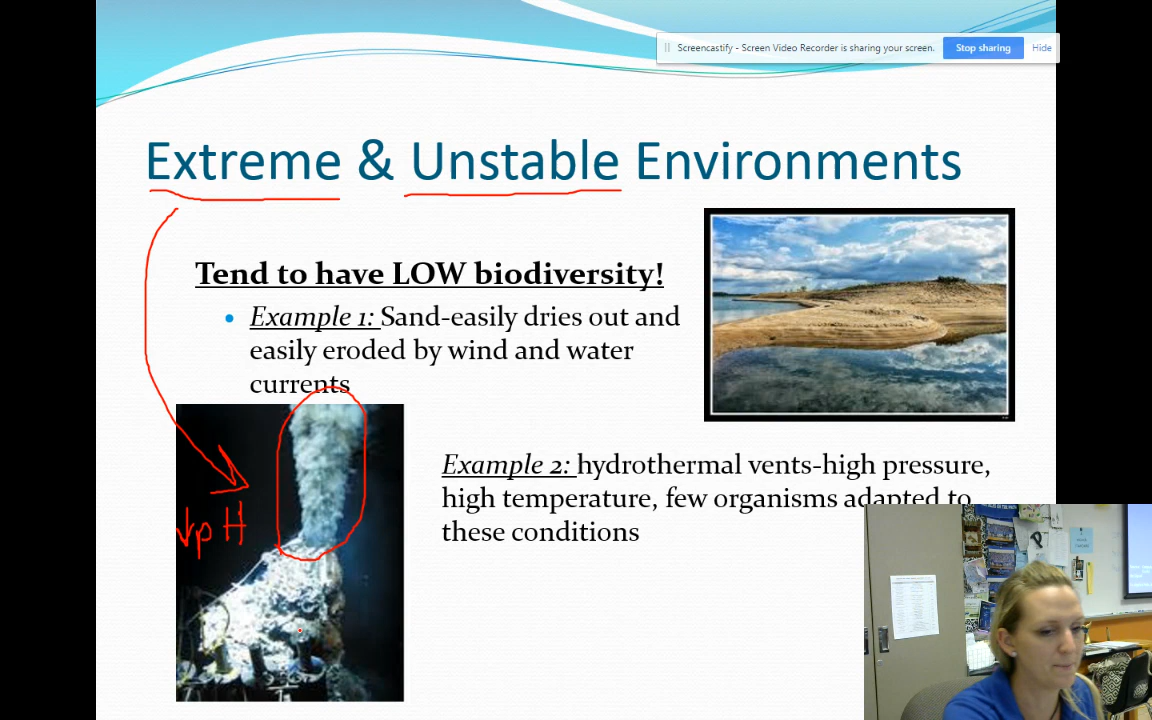 Screencastify - Screen Video Recorder is sharing your screen.
Stop sharing
Hide
Extreme & Unstable Environments
Tend to have LOW biodiversity!
• Example 1: Sand-easily dries out and
easily eroded by wind and water
currents
Example 2: hydrothermal vents-high pressure,
high temperature, few organisms adapted to
these conditions
↓pH